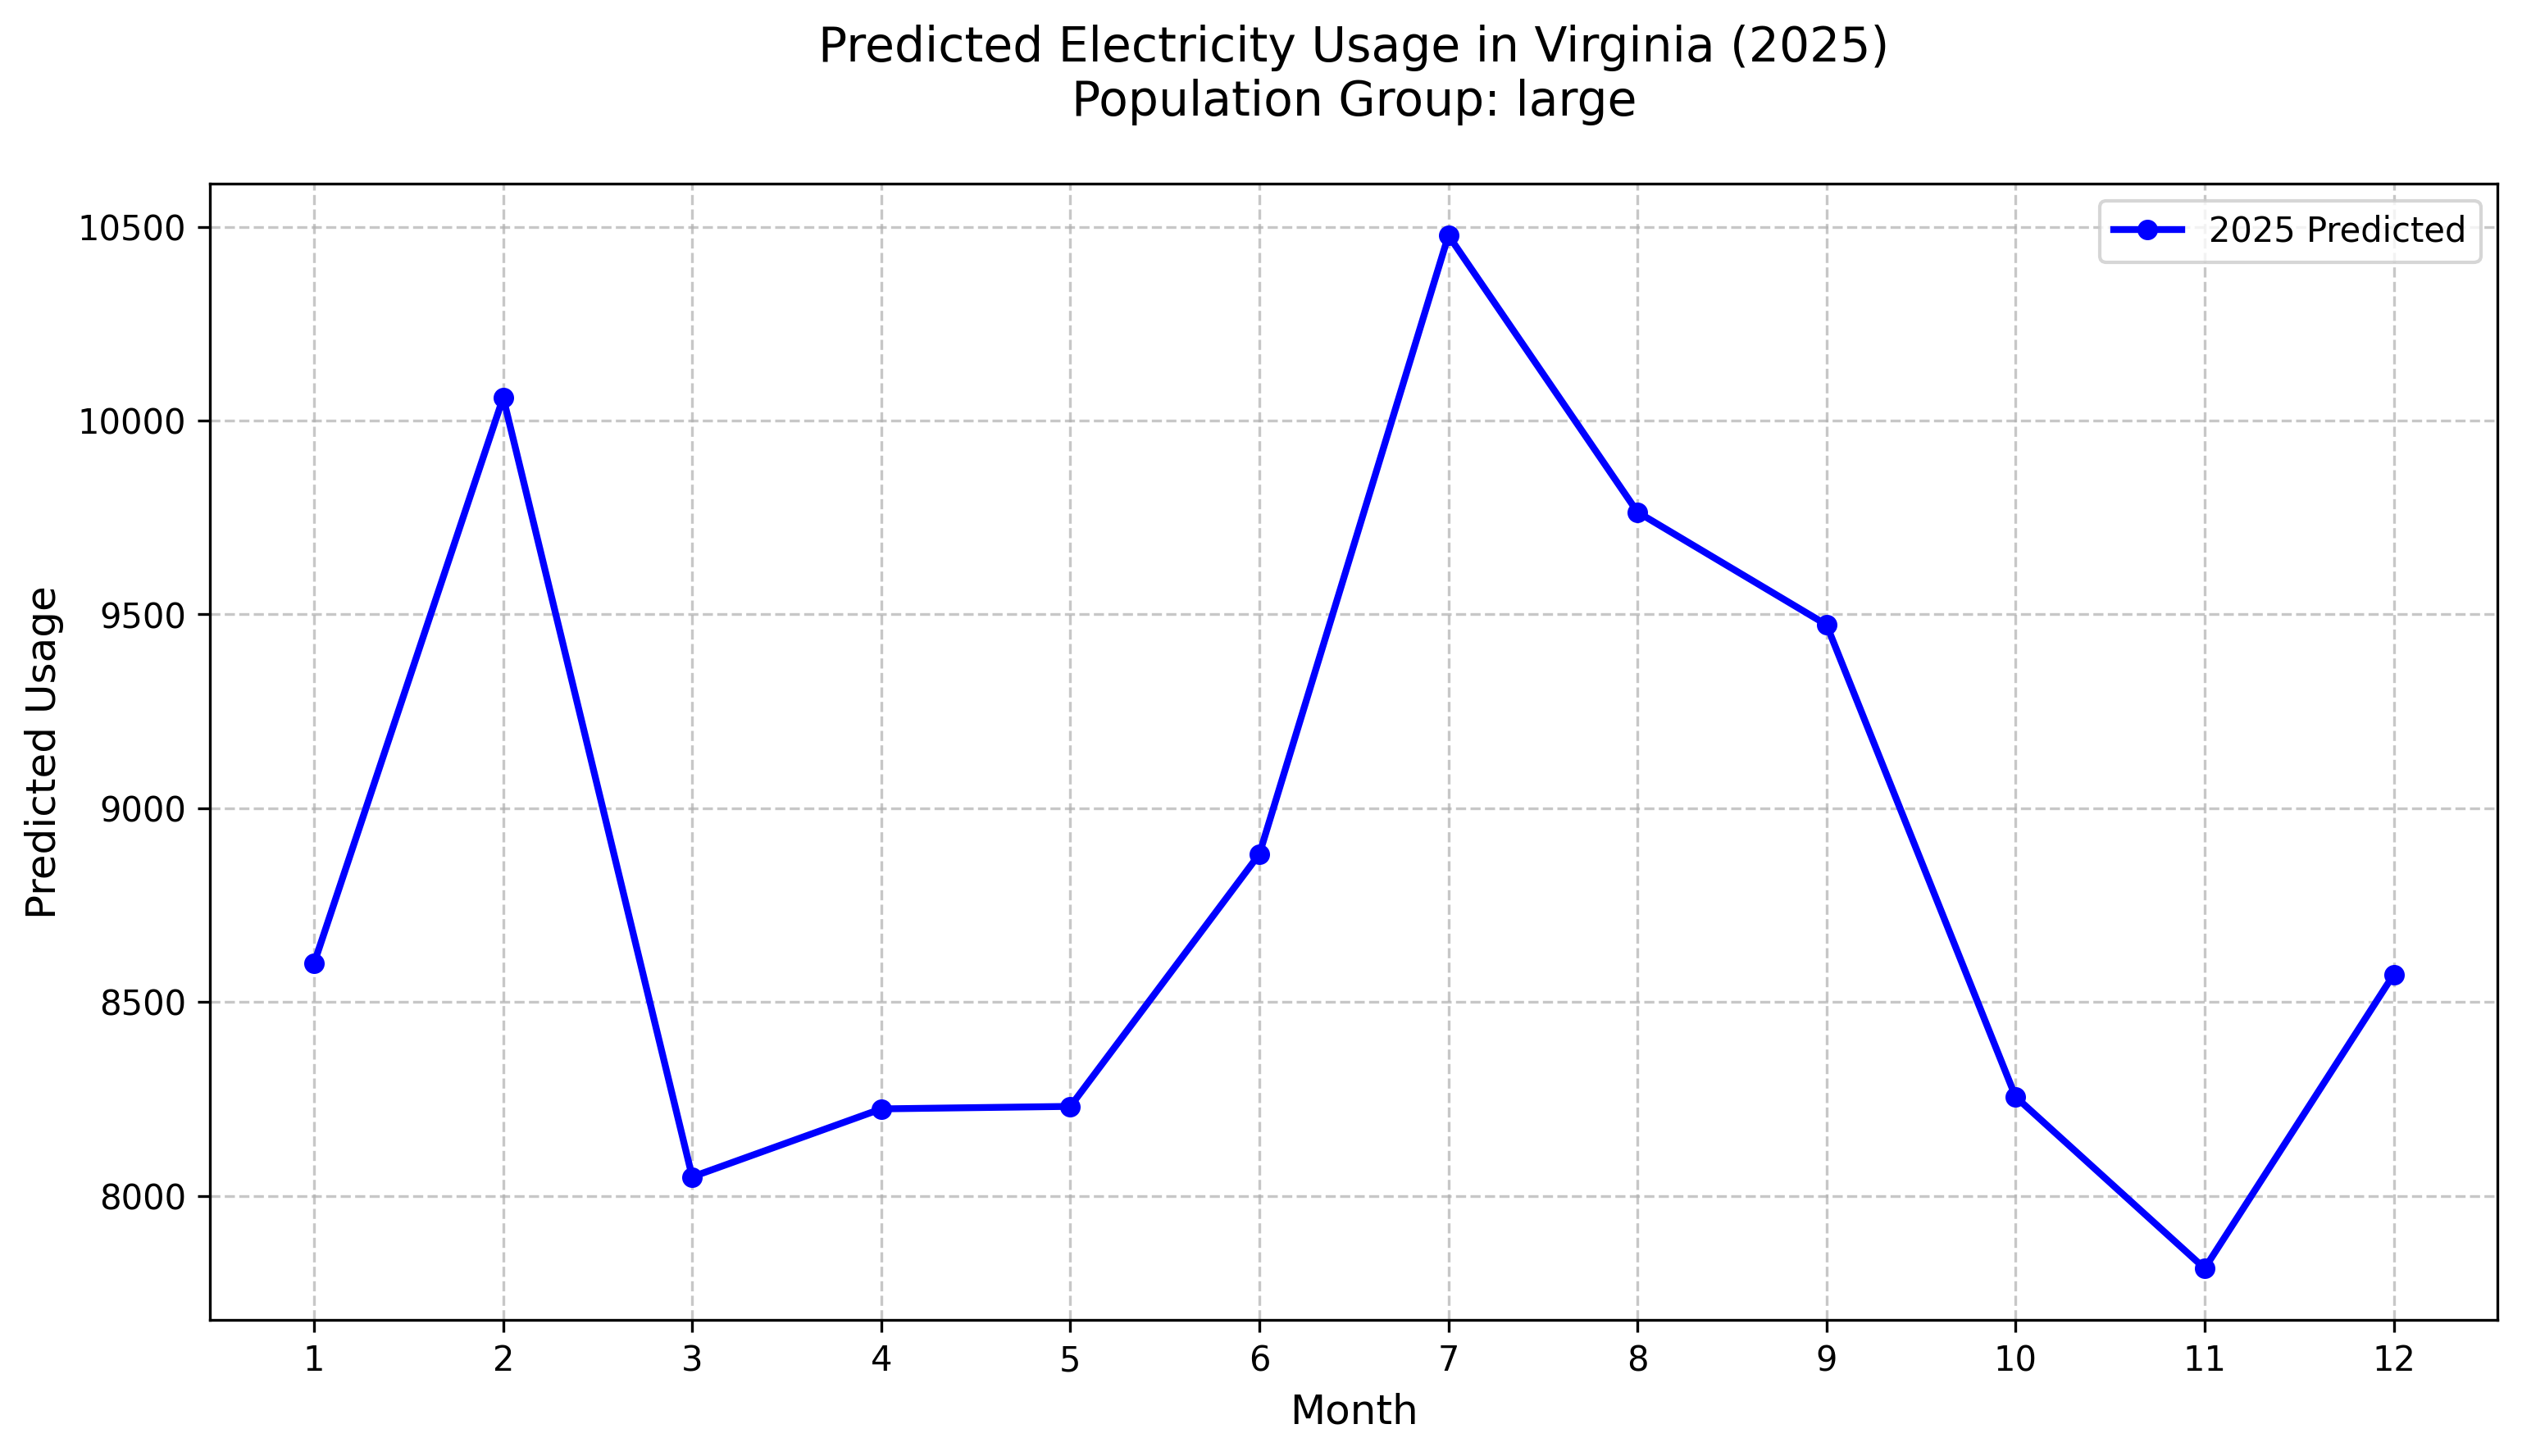 Predicted Electricity Usage in Virginia (2025)
Population Group: large
2025 Predicted
Predicted Usage
10500
10000
9500
9000
8500
8000
1 2 3 4 5 6 7 8 9 10 11 12
Month